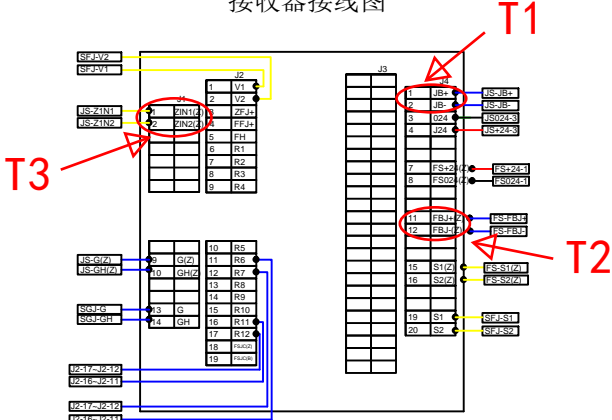 接收器接线图
T1
SFJ-V2
SFJ-V1
J3
J2
J4
1 V1
2 V2
3 ZFJ+
4 FFJ+
5 FH
6 R1
7 R2
8 R3
9 R4
J1
ZIN1(Z)
2 ZIN2(Z)
JS-Z1N1
JS-Z1N2
1 JB+ JS-JB+
2 JB- JS-JB-
3 024 JS024-3
4 J24 JS+24-3
T3
7 FS+24(Z) FS+24-1
8 FS024(Z) FS024-1
11 FBJ+(Z) FS-FBJ+
12 FBJ-(Z) FS-FBJ-
T2
10 R5
11 R6
12 R7
13 R8
14 R9
15 R10
16 R11
17 R12
18
19
JS-G(Z) 9 G(Z)
JS-GH(Z) 10 GH(Z
SGJ-G 13 G
SGJ-GH 14 GH
15 S1(Z) FS-S1(Z)
16 S2(Z) FS-S2(Z)
19 S1 SFJ-S1
20 S2 SFJ-S2
J2-17~J2-12
J2-16~J2-11
J2-17~J2-12
J2-16~J2-11